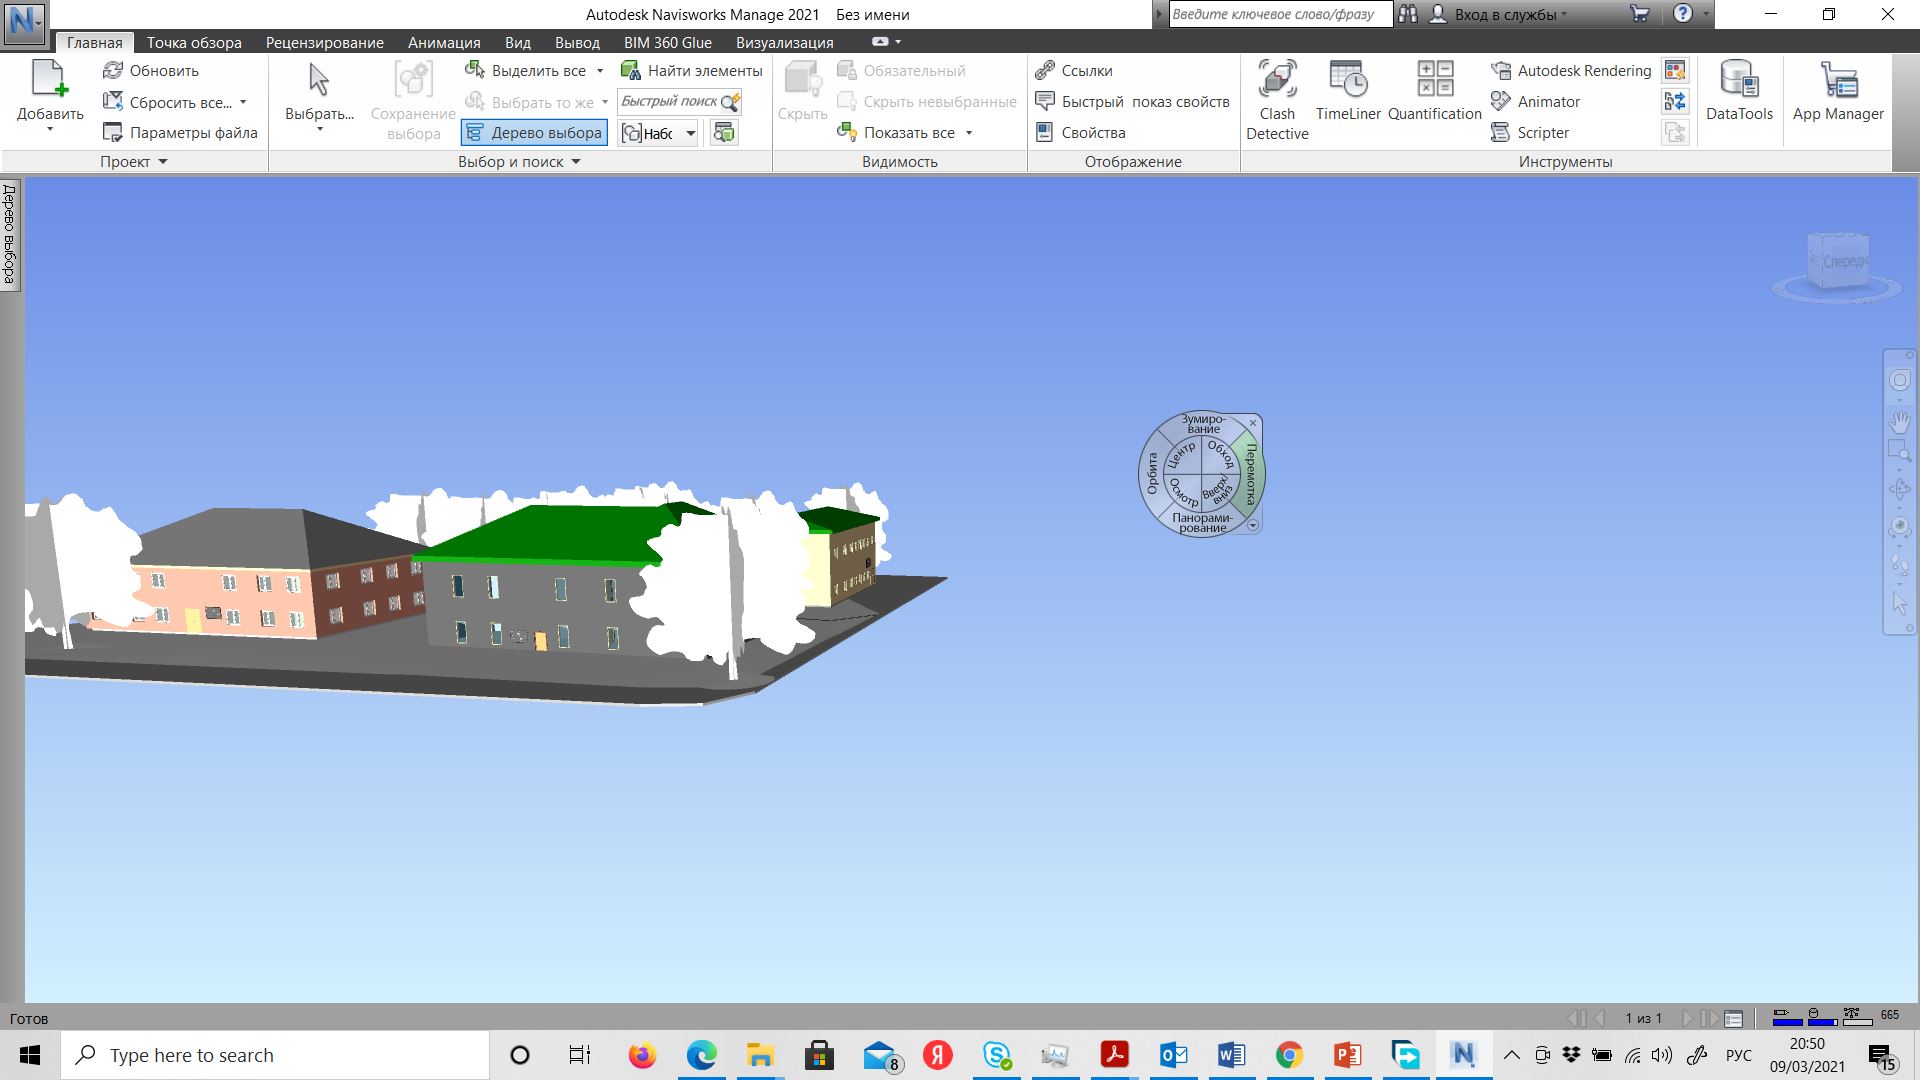 Autodesk Navisworks Manage 2021 Без имени
Введите ключевое слово/фразу
Вход в службы
Главная Точка обзора Рецензирование Анимация Вид Вывод BIM 360 Glue Визуализация
Добавить
Обновить
Сбросить все...
Параметры файла
Проект
Выбрать...
Сохранение
выбора
Выделить все
Выбрать то же
Дерево выбора
Найти элементы
Быстрый поиск
Выбор и поиск
Скрыть
Обязательный
Скрыть невыбранные
Показать все
Видимость
Ссылки
Быстрый показ свойств
Свойства
Отображение
Clash
Detective
TimeLiner
Quantification
Autodesk Rendering
Animator
Scripter
DataTools
App Manager
Инструменты
Дерево выбора
Спереди
Зумиро-
вание
Орбита
Центр
Обход
Перемотка
Осмотр
Вверх/
вниз
Панорами-
рование
Готов
1 из 1
665
Type here to search
8
РУС
20:50
09/03/2021
15